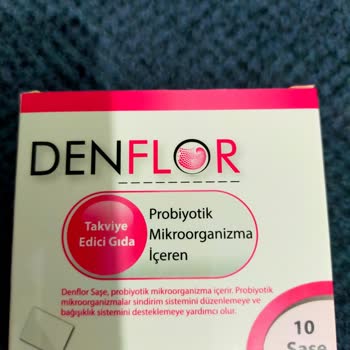 DENFLOR
Takviye
Edici Gıda
Probiyotik
Mikroorganizma
İçeren
Denflor Saşe, probiyotik mikroorganizma içerir. Probiyotik
mikroorganizmalar sindirim sistemini düzenlemeye ve
bağışıklık sistemini desteklemeye yardımcı olur.
10
Saşe